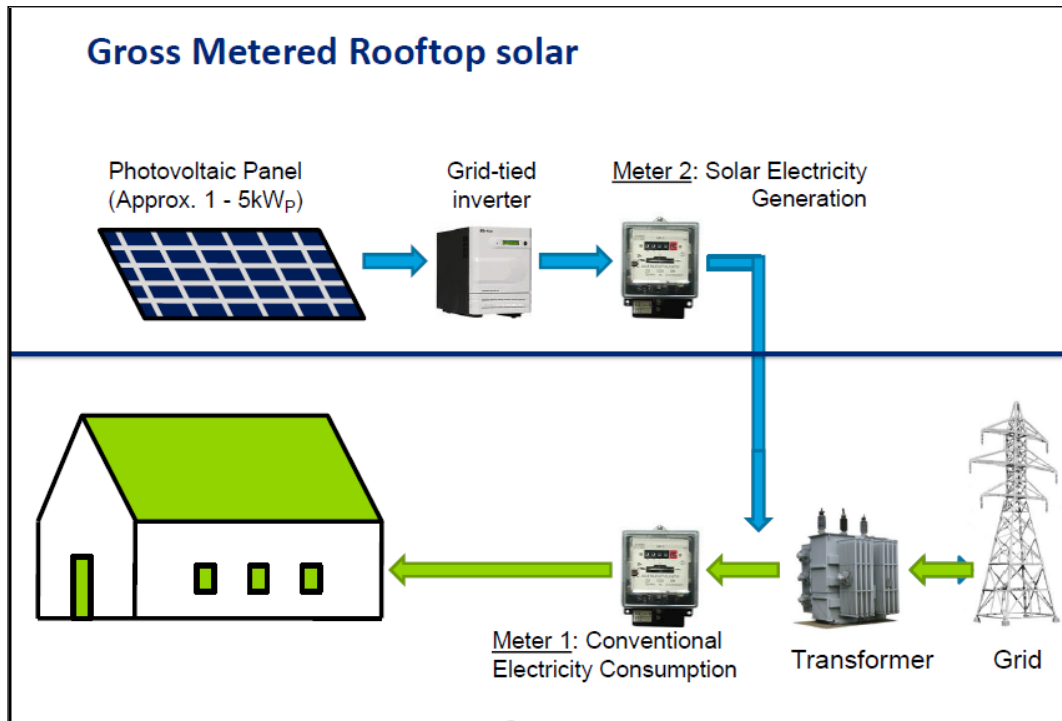 Gross Metered Rooftop solar
Photovoltaic Panel
(Approx. 1 - 5kWP)
Grid-tied
inverter
Meter 2: Solar Electricity
Generation
Meter 1: Conventional
Electricity Consumption
Transformer
Grid